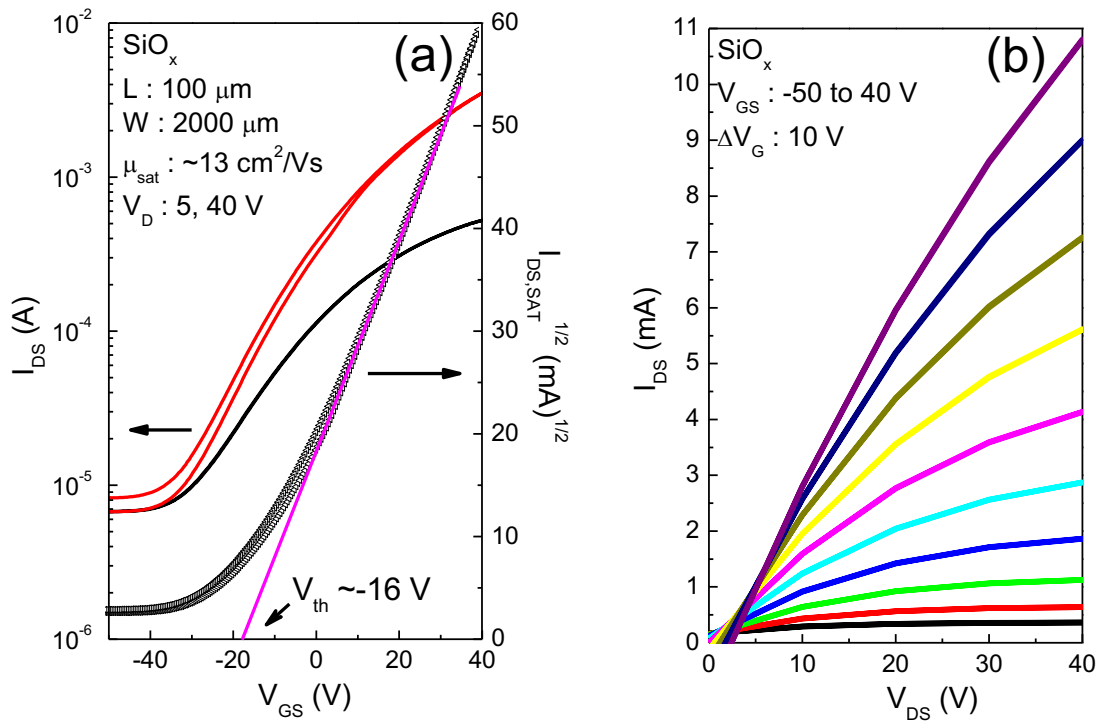 (a)
SiOx
L : 100 μm
W : 2000 μm
μsat : ~13 cm²/Vs
VD : 5, 40 V
Vth ~-16 V
10⁻²
10⁻³
10⁻⁴
10⁻⁵
10⁻⁶
IDS (A)
-40
-20
0
20
40
VGS (V)
60
50
40
30
20
10
0
IDS,SAT^1/2 (mA)^1/2
(b)
SiOx
VGS : -50 to 40 V
ΔVG : 10 V
11
10
9
8
7
6
5
4
3
2
1
0
IDS (mA)
0
10
20
30
40
VDS (V)